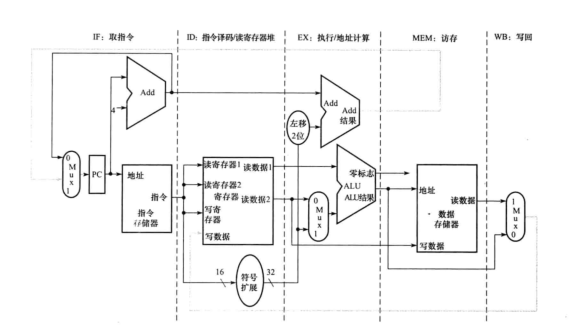 IF：取指令
ID：指令译码/读寄存器堆
EX：执行/地址计算
MEM：访存
WB：写回
Add
4
Add
Add
结果
左移
2位
0
M
u
x
1
PC
地址
指令
指令
存储器
读寄存器1
读寄存器2
寄存器
写寄
存器
写数据
读数据1
读数据2
0
M
u
x
1
零标志
ALU
ALU结果
地址
读数据
数据
存储器
写数据
1
M
u
x
0
16
符号
扩展
32